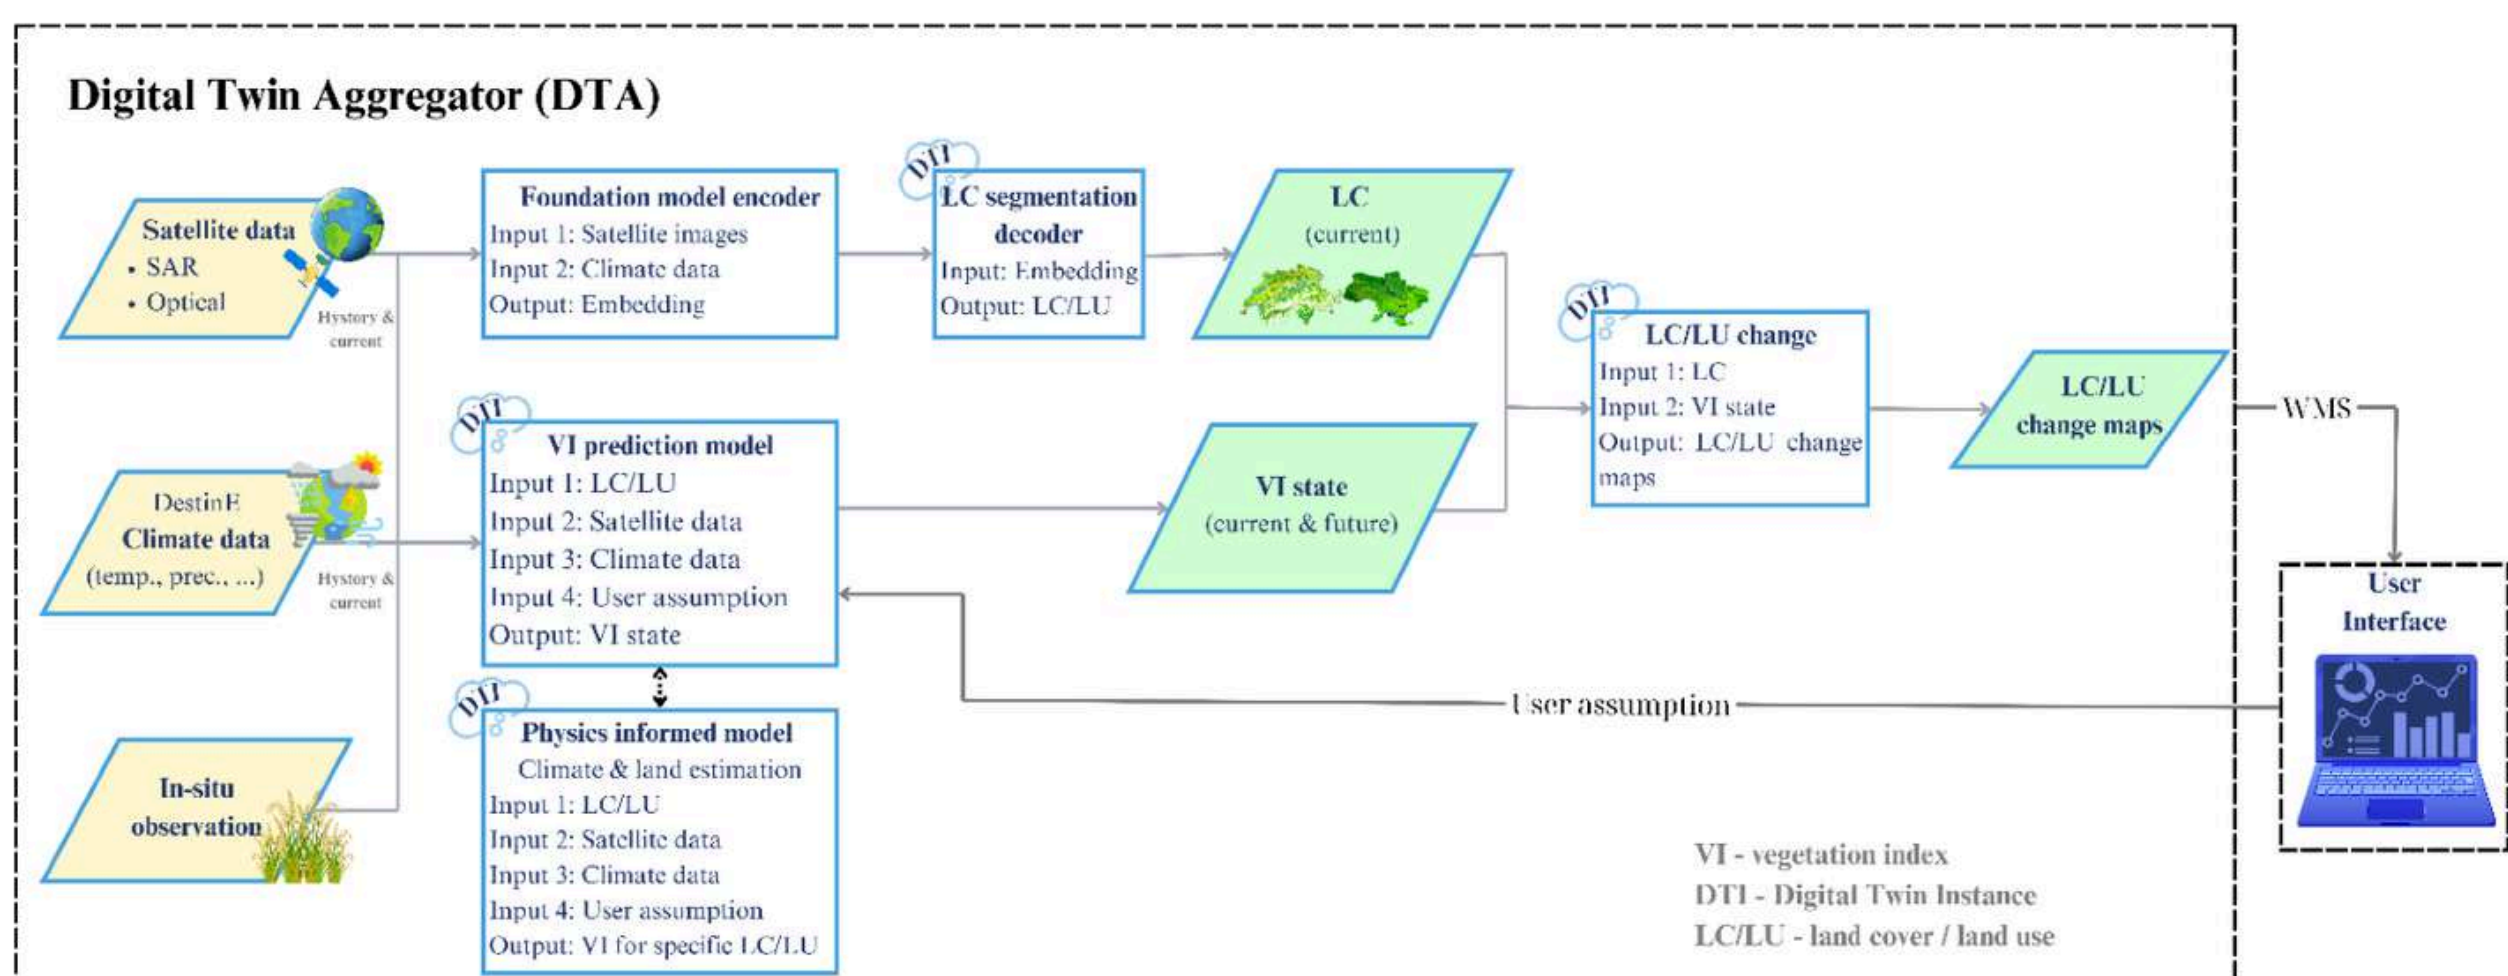 Digital Twin Aggregator (DTA)
Satellite data
• SAR
• Optical
Hystory &
current
Foundation model encoder
Input 1: Satellite images
Input 2: Climate data
Output: Embedding
DTI
LC segmentation
decoder
Input: Embedding
Output: LC/LU
LC
(current)
DTI
LC/LU change
Input 1: LC
Input 2: VI state
Output: LC/LU change
maps
LC/LU
change maps
WMS
DestinE
Climate data
(temp., prec., ...)
Hystory &
current
DTI
VI prediction model
Input 1: LC/LU
Input 2: Satellite data
Input 3: Climate data
Input 4: User assumption
Output: VI state
VI state
(current & future)
User
Interface
User assumption
In-situ
observation
DTI
Physics informed model
Climate & land estimation
Input 1: LC/LU
Input 2: Satellite data
Input 3: Climate data
Input 4: User assumption
Output: VI for specific LC/LU
VI - vegetation index
DTI - Digital Twin Instance
LC/LU - land cover / land use